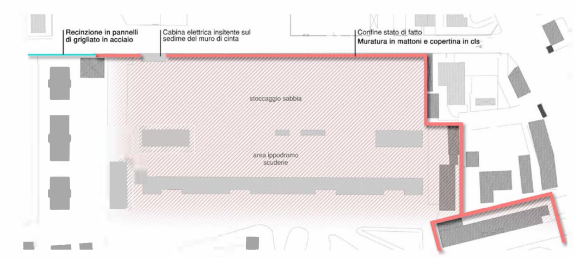 Recinzione in pannelli
di grigliato in acciaio
Cabina elettrica insitente sul
sedime del muro di cinta
Confine stato di fatto
Muratura in mattoni e copertina in cls
stoccaggio sabbia
area ippodromo
scuderie